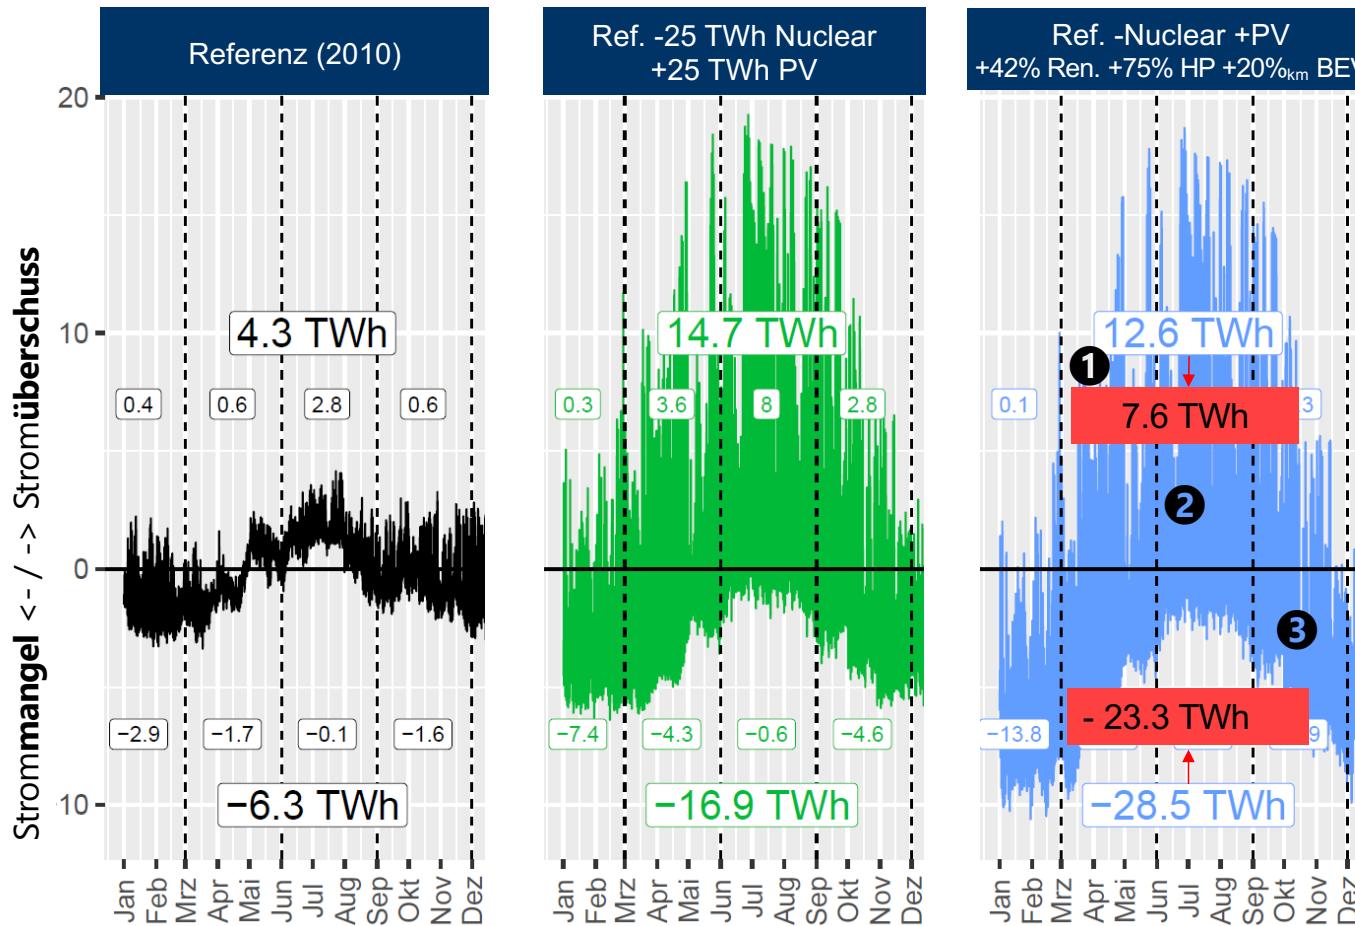 Referenz (2010)
Ref. -25 TWh Nuclear
+25 TWh PV
Ref. -Nuclear +PV
+42% Ren. +75% HP +20%km BEV
Strommangel <- / -> Stromüberschuss
20
10
0
10
4.3 TWh
0.4
0.6
2.8
0.6
−2.9
−1.7
−0.1
−1.6
−6.3 TWh
Jan
Feb
Mrz
Apr
Mai
Jun
Jul
Aug
Sep
Okt
Dez
14.7 TWh
0.3
3.6
8
2.8
−7.4
−4.3
−0.6
−4.6
−16.9 TWh
Jan
Feb
Mrz
Apr
Mai
Jun
Jul
Aug
Sep
Okt
Dez
12.6 TWh
1
0.1
7.6 TWh
.3
2
3
- 23.3 TWh
−13.8
9
−28.5 TWh
Jan
Feb
Mrz
Apr
Mai
Jun
Jul
Aug
Sep
Okt
Dez